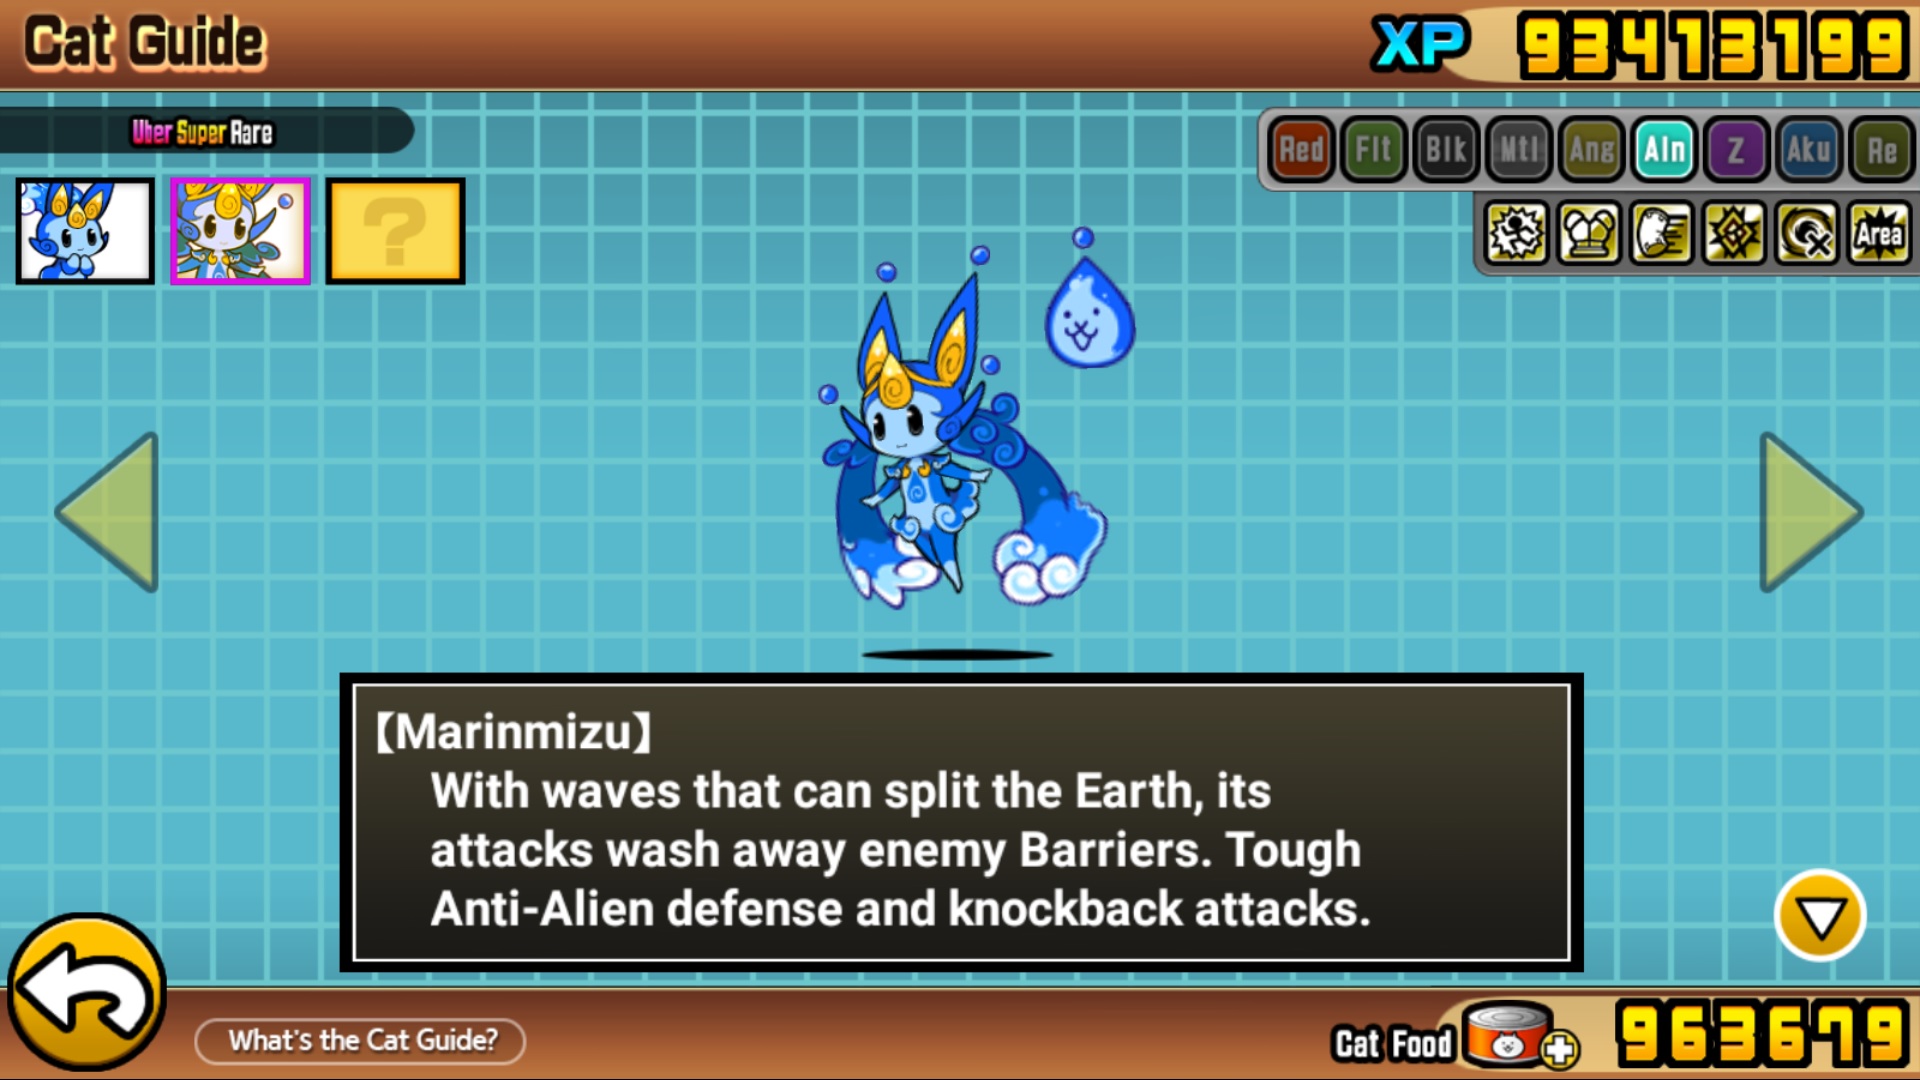 Cat Guide
XP 93413199
Uber Super Rare
Red Flt Blk Mtl Ang Aln Z Aku Re
?
Area
【Marinmizu】
With waves that can split the Earth, its
attacks wash away enemy Barriers. Tough
Anti-Alien defense and knockback attacks.
What's the Cat Guide?
Cat Food 963679